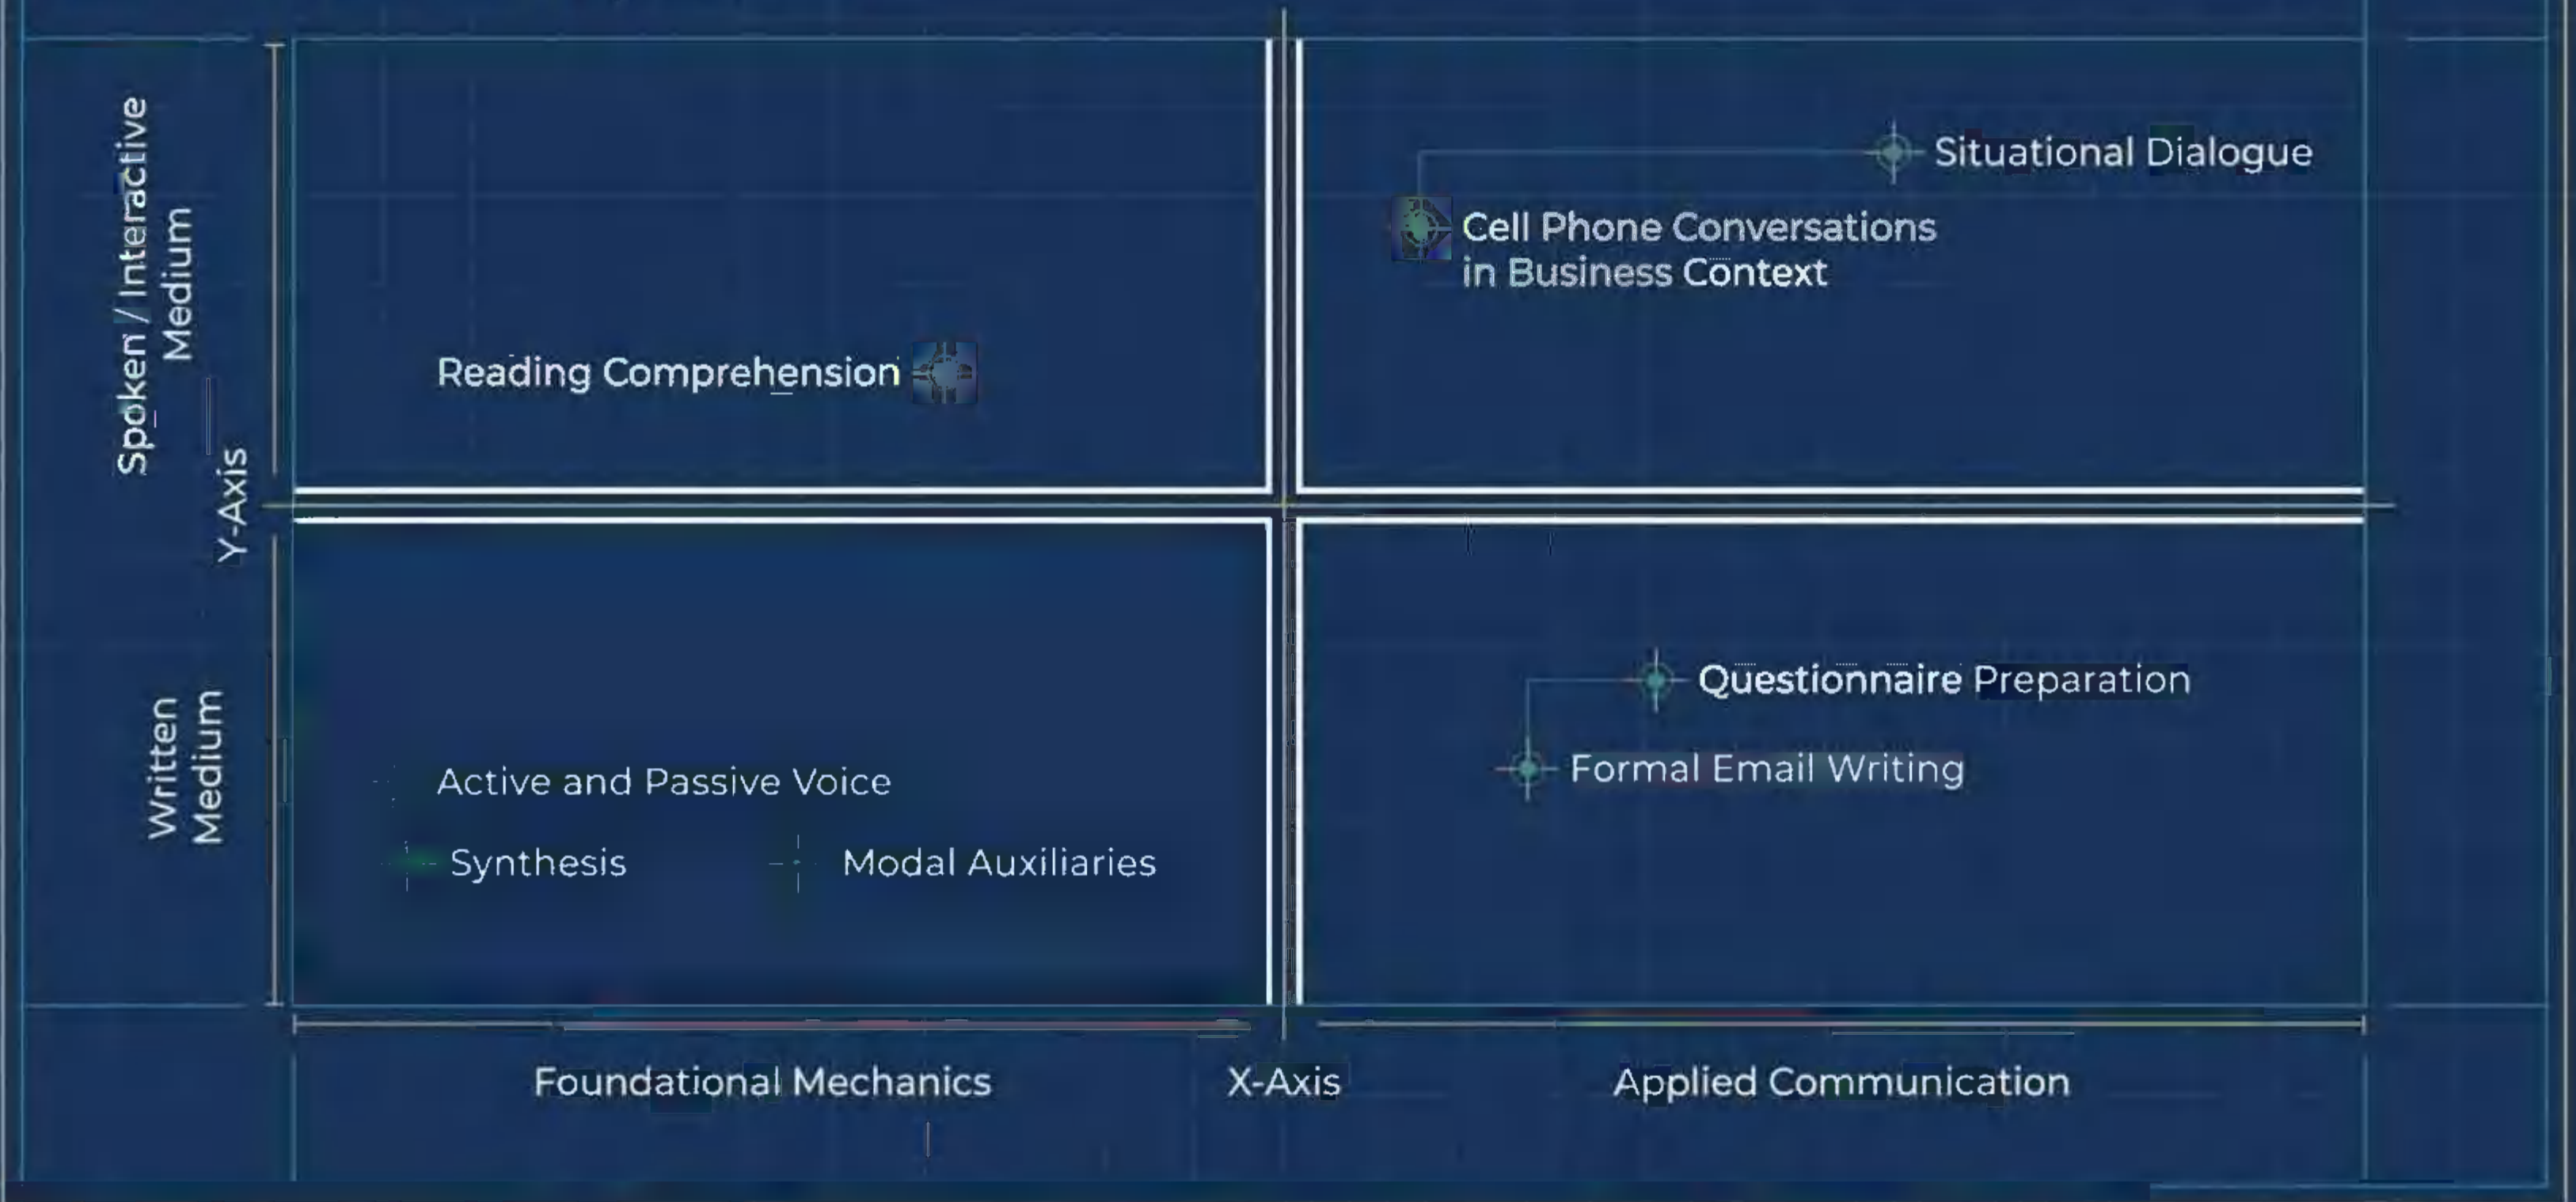 Spoken / Interactive
Medium
Y-Axis
Written
Medium
Situational Dialogue
Cell Phone Conversations
in Business Context
Reading Comprehension
Questionnaire Preparation
Formal Email Writing
Active and Passive Voice
Synthesis
Modal Auxiliaries
Foundational Mechanics
X-Axis
Applied Communication